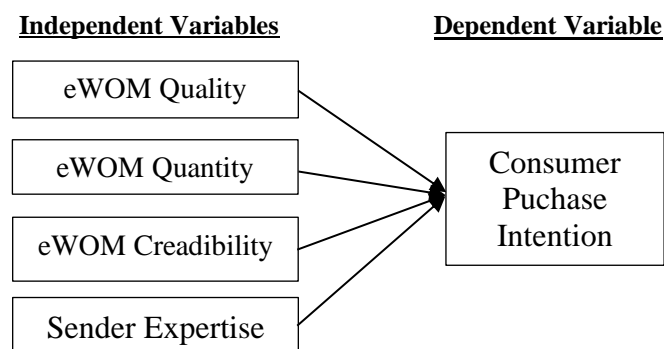 Independent Variables
Dependent Variable
eWOM Quality
eWOM Quantity
eWOM Creadibility
Sender Expertise
Consumer
Puchase
Intention